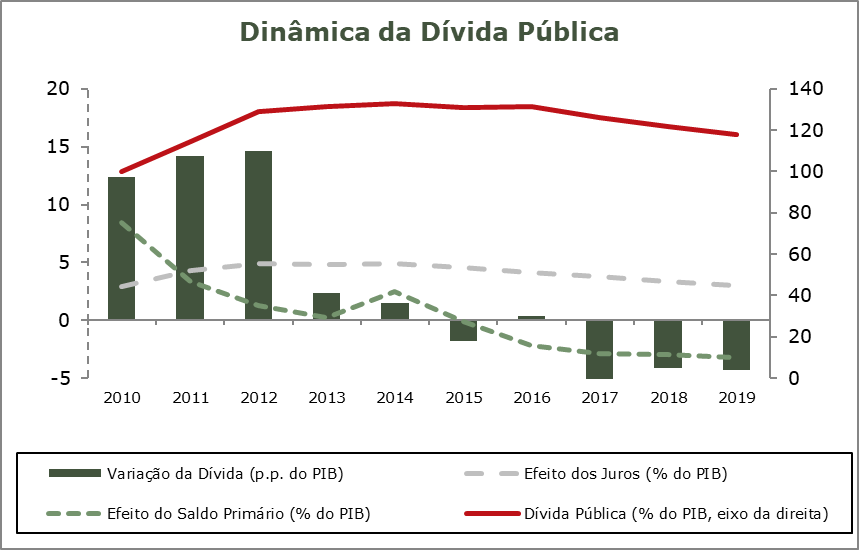 Dinâmica da Dívida Pública
20
15
10
5
0
-5
140
120
100
80
60
40
20
0
2010 2011 2012 2013 2014 2015 2016 2017 2018 2019
Variação da Dívida (p.p. do PIB)
Efeito dos Juros (% do PIB)
Efeito do Saldo Primário (% do PIB)
Dívida Pública (% do PIB, eixo da direita)